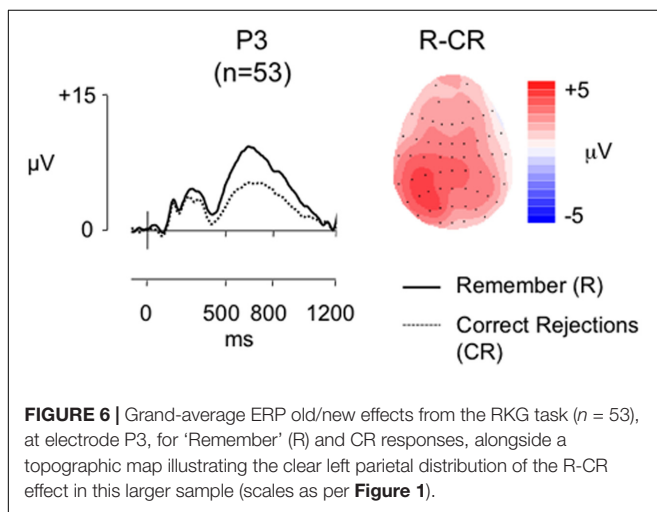 P3
(n=53)
R-CR
+15
µV
0
+5
µV
-5
0 500 800 1200
ms
Remember (R)
Correct Rejections
(CR)
FIGURE 6 | Grand-average ERP old/new effects from the RKG task (n = 53),
at electrode P3, for ‘Remember’ (R) and CR responses, alongside a
topographic map illustrating the clear left parietal distribution of the R-CR
effect in this larger sample (scales as per Figure 1).